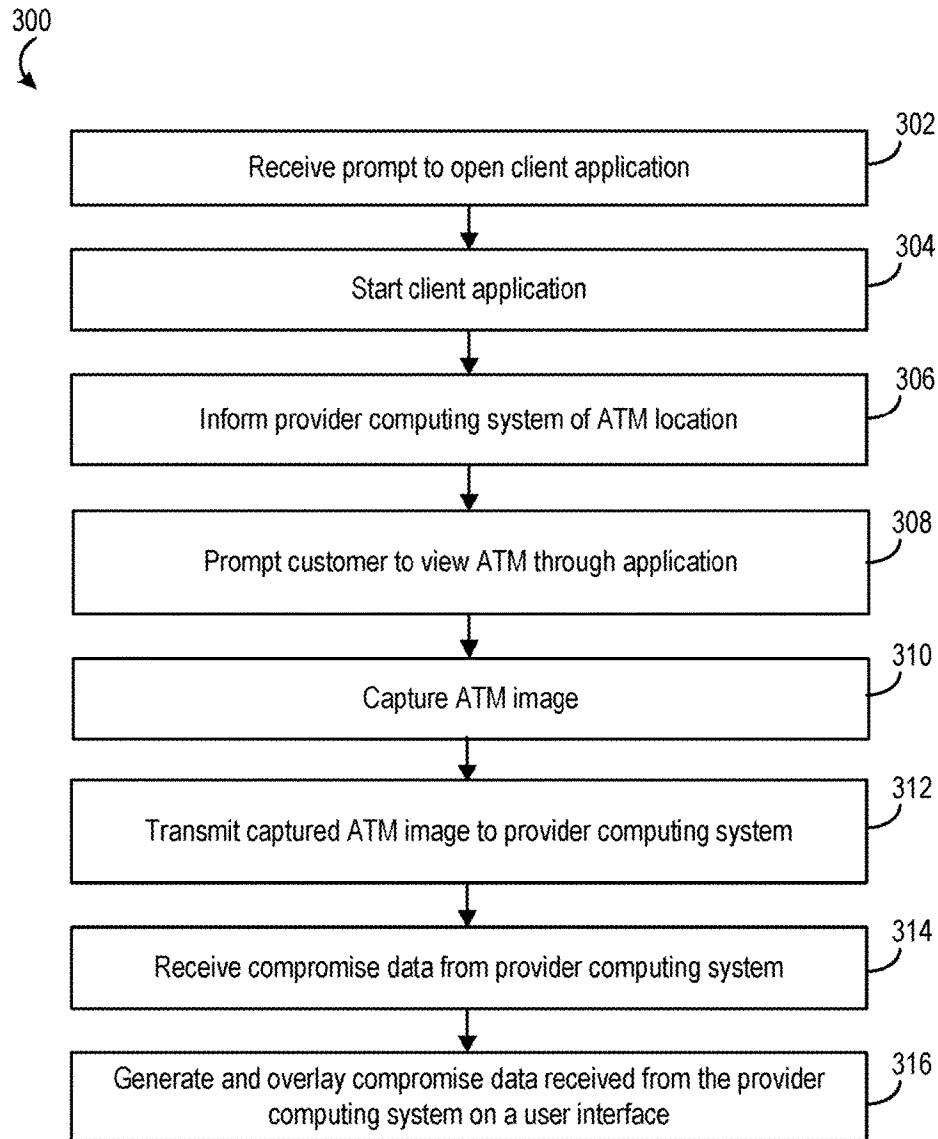 300
302
Receive prompt to open client application
304
Start client application
306
Inform provider computing system of ATM location
308
Prompt customer to view ATM through application
310
Capture ATM image
312
Transmit captured ATM image to provider computing system
314
Receive compromise data from provider computing system
316
Generate and overlay compromise data received from the provider
computing system on a user interface